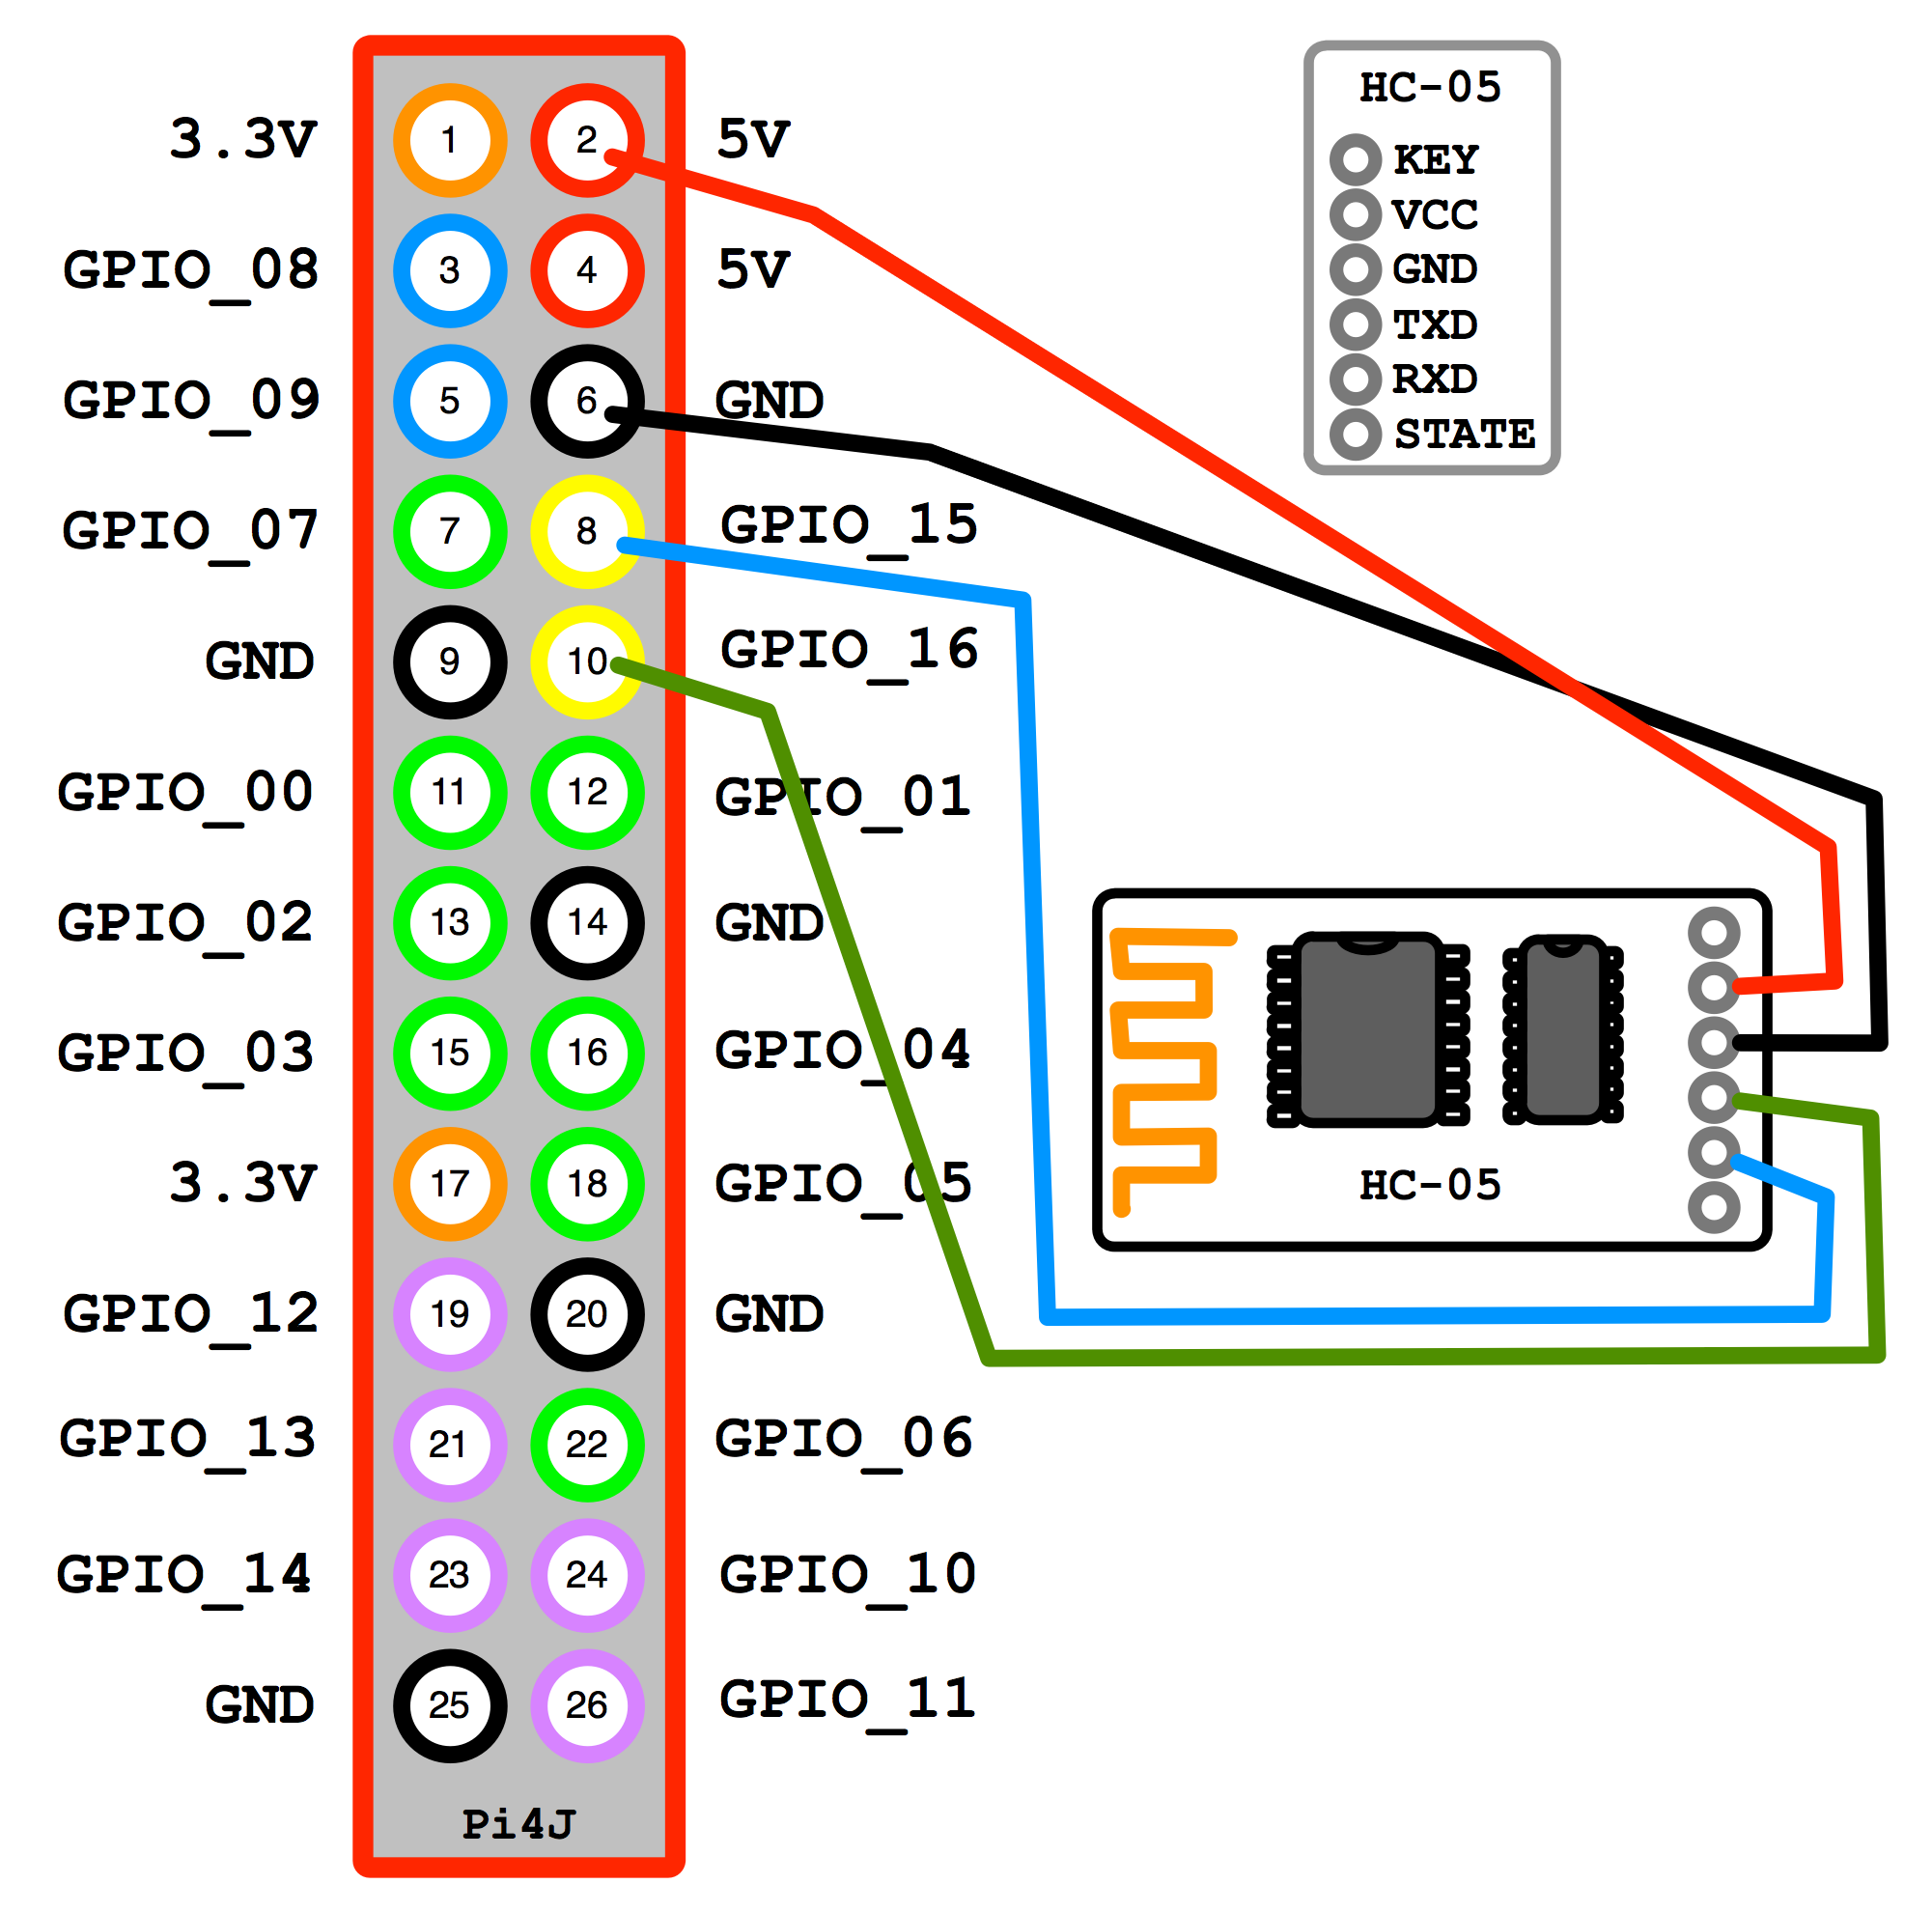 3.3V 1 2 5V
GPIO_08 3 4 5V
GPIO_09 5 6 GND
GPIO_07 7 8 GPIO_15
GND 9 10 GPIO_16
GPIO_00 11 12 GPIO_01
GPIO_02 13 14 GND
GPIO_03 15 16 GPIO_04
3.3V 17 18 GPIO_05
GPIO_12 19 20 GND
GPIO_13 21 22 GPIO_06
GPIO_14 23 24 GPIO_10
GND 25 26 GPIO_11
Pi4J
HC-05
KEY
VCC
GND
TXD
RXD
STATE
HC-05